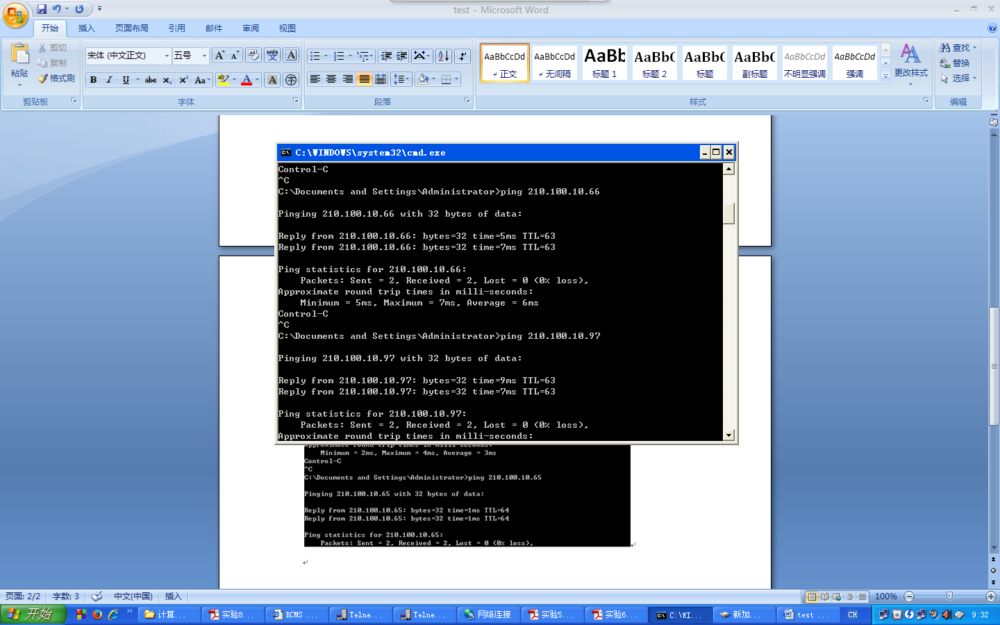 test - Microsoft Word
开始 插入 页面布局 引用 邮件 审阅 视图
粘贴
剪切
复制
格式刷
剪贴板
宋体 (中文正文) 五号
字体
段落
AaBbCcDd AaBbCcDd AaBb AaBbC AaBb( AaBb( AaBbCcDd AaBbCcDd
正文 无间隔 标题 1 标题 2 标题 副标题 不明显强调 强调
更改样式
样式
查找
替换
选择
编辑
C:\WINDOWS\system32\cmd.exe
Control-C
^C
C:\Documents and Settings\Administrator>ping 210.100.10.66
Pinging 210.100.10.66 with 32 bytes of data:
Reply from 210.100.10.66: bytes=32 time=5ms TTL=63
Reply from 210.100.10.66: bytes=32 time=7ms TTL=63
Ping statistics for 210.100.10.66:
Packets: Sent = 2, Received = 2, Lost = 0 (0% loss),
Approximate round trip times in milli-seconds:
Minimum = 5ms, Maximum = 7ms, Average = 6ms
Control-C
^C
C:\Documents and Settings\Administrator>ping 210.100.10.97
Pinging 210.100.10.97 with 32 bytes of data:
Reply from 210.100.10.97: bytes=32 time=9ms TTL=63
Reply from 210.100.10.97: bytes=32 time=7ms TTL=63
Ping statistics for 210.100.10.97:
Packets: Sent = 2, Received = 2, Lost = 0 (0% loss),
Approximate round trip times in milli-seconds:
Approximate round trip times in milli-seconds:
Minimum = 2ms, Maximum = 4ms, Average = 3ms
Control-C
^C
C:\Documents and Settings\Administrator>ping 210.100.10.65
Pinging 210.100.10.65 with 32 bytes of data:
Reply from 210.100.10.65: bytes=32 time=1ms TTL=64
Reply from 210.100.10.65: bytes=32 time=1ms TTL=64
Ping statistics for 210.100.10.65:
Packets: Sent = 2, Received = 2, Lost = 0 (0% loss),
页面: 2/2 字数: 3 中文(中国) 插入 100%
开始 计算... 实验8... RCMS ... Telne... Telne... 网络连接 实验5... 实验6... C:\WI... 新加... test ... CH 9:32